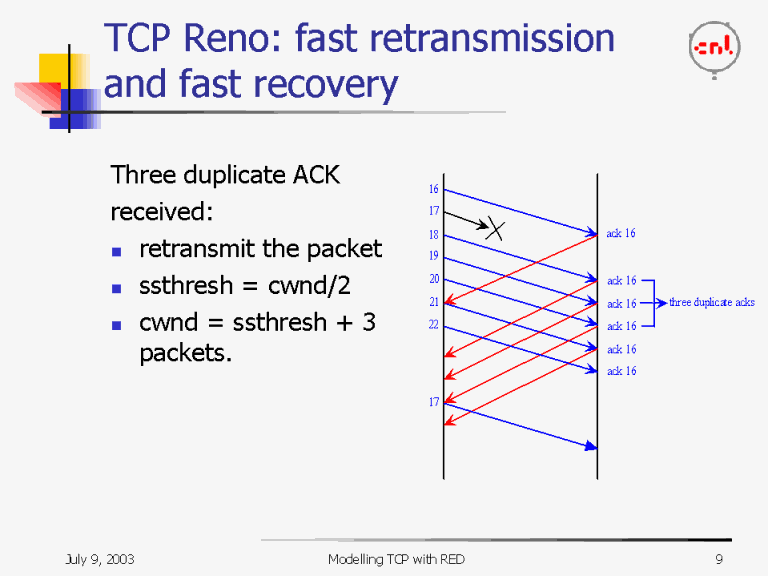 TCP Reno: fast retransmission
and fast recovery
cnl
Three duplicate ACK
received:
retransmit the packet
ssthresh = cwnd/2
cwnd = ssthresh + 3
packets.
16
17
18
19
20
21
22
17
ack 16
ack 16
ack 16
ack 16
ack 16
ack 16
three duplicate acks
July 9, 2003
Modelling TCP with RED
9